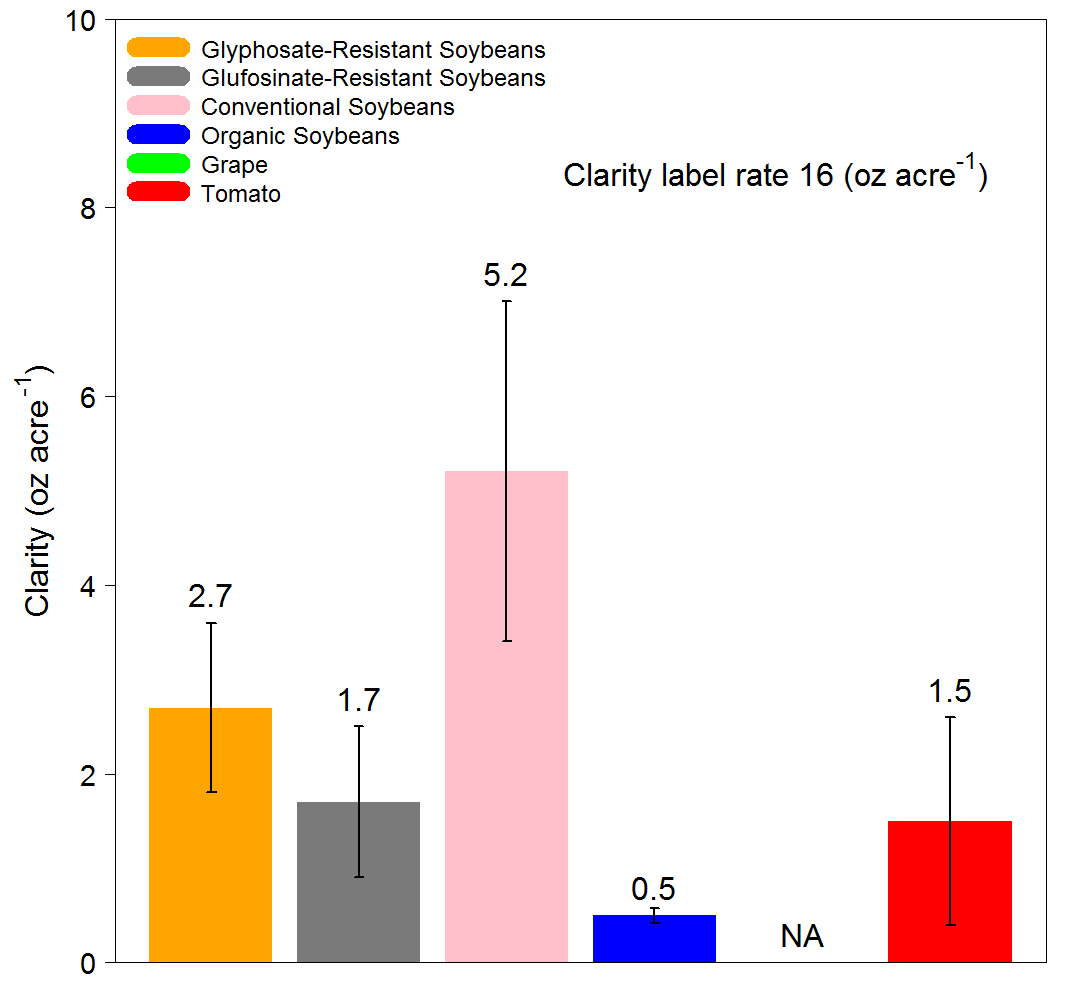 10
Glyphosate-Resistant Soybeans
Glufosinate-Resistant Soybeans
Conventional Soybeans
Organic Soybeans
Grape
Tomato
Clarity label rate 16 (oz acre⁻¹)
8
6
4
2
0
Clarity (oz acre⁻¹)
2.7
1.7
5.2
0.5
NA
1.5